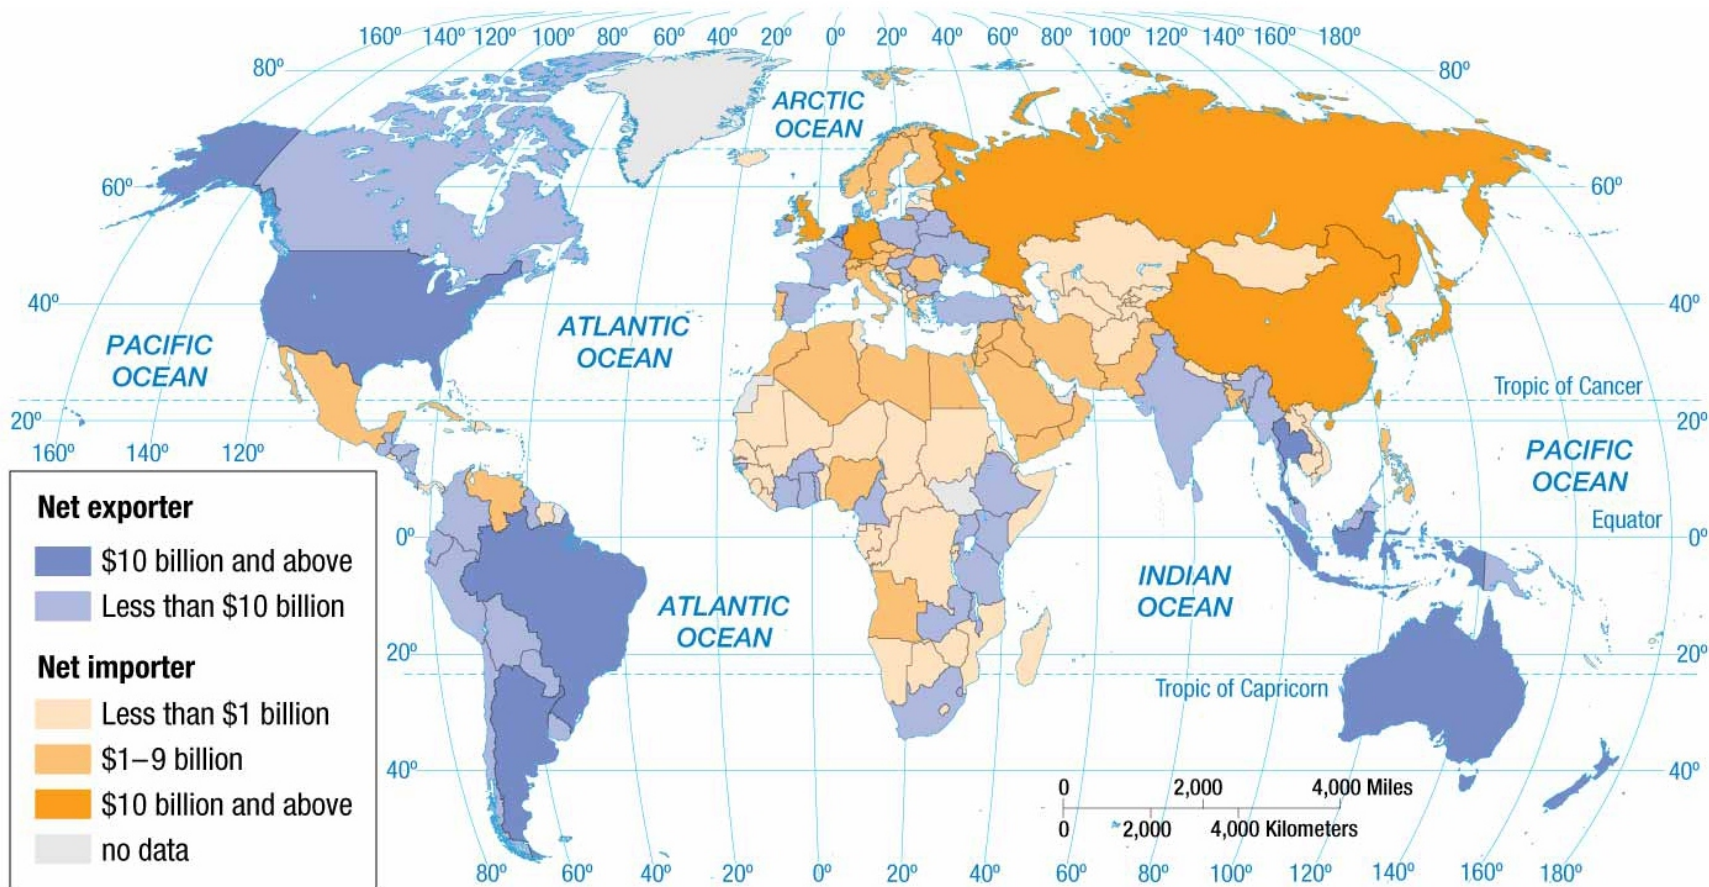 160º 140º 120º 100º 80º 60º 40º 20º 0º 20º 40º 60º 80º 100º 120º 140º 160º 180º
80º 80º
ARCTIC
OCEAN
60º 60º
40º 40º
PACIFIC
OCEAN
ATLANTIC
OCEAN
Tropic of Cancer
20º 20º
160º 140º 120º
PACIFIC
OCEAN
Equator
0º 0º
INDIAN
OCEAN
ATLANTIC
OCEAN
20º 20º
Tropic of Capricorn
40º 40º
0 2,000 4,000 Miles
0 2,000 4,000 Kilometers
80º 60º 40º 20º 0º 20º 40º 60º 80º 100º 120º 140º 160º 180º
Net exporter
$10 billion and above
Less than $10 billion
Net importer
Less than $1 billion
$1–9 billion
$10 billion and above
no data